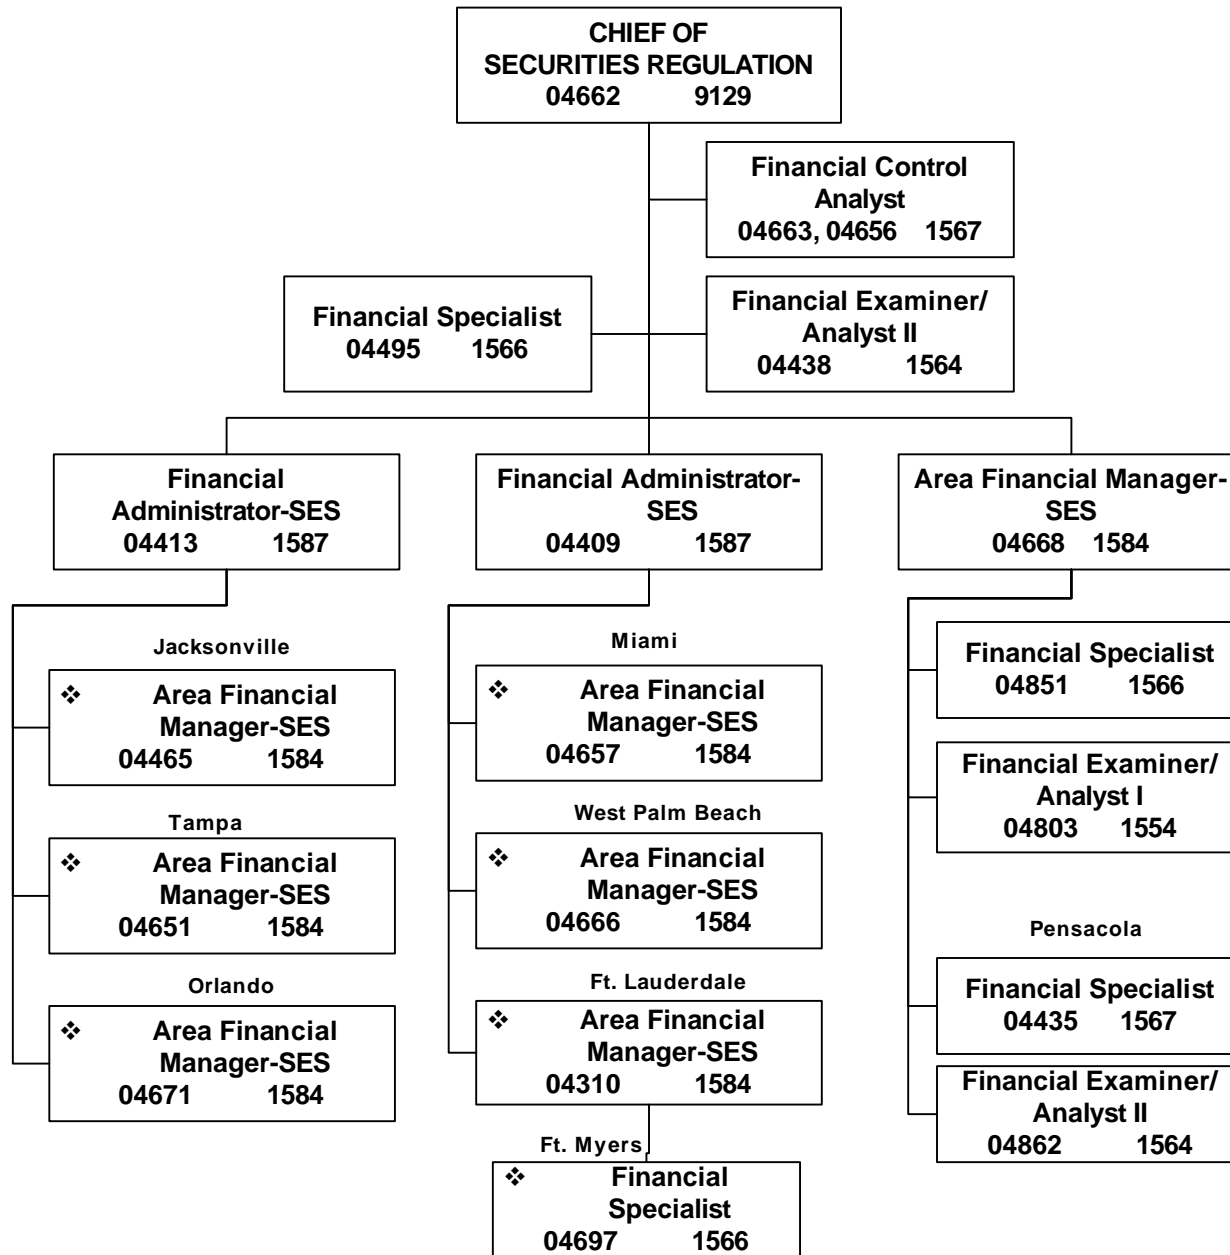 CHIEF OF
SECURITIES REGULATION
04662 9129
Financial Control
Analyst
04663, 04656 1567
Financial Specialist
04495 1566
Financial Examiner/
Analyst II
04438 1564
Financial
Administrator-SES
04413 1587
Financial Administrator-
SES
04409 1587
Area Financial Manager-
SES
04668 1584
Jacksonville
❖ Area Financial
Manager-SES
04465 1584
Tampa
❖ Area Financial
Manager-SES
04651 1584
Orlando
❖ Area Financial
Manager-SES
04671 1584
Miami
❖ Area Financial
Manager-SES
04657 1584
West Palm Beach
❖ Area Financial
Manager-SES
04666 1584
Ft. Lauderdale
❖ Area Financial
Manager-SES
04310 1584
Ft. Myers
❖ Financial
Specialist
04697 1566
Financial Specialist
04851 1566
Financial Examiner/
Analyst I
04803 1554
Pensacola
Financial Specialist
04435 1567
Financial Examiner/
Analyst II
04862 1564